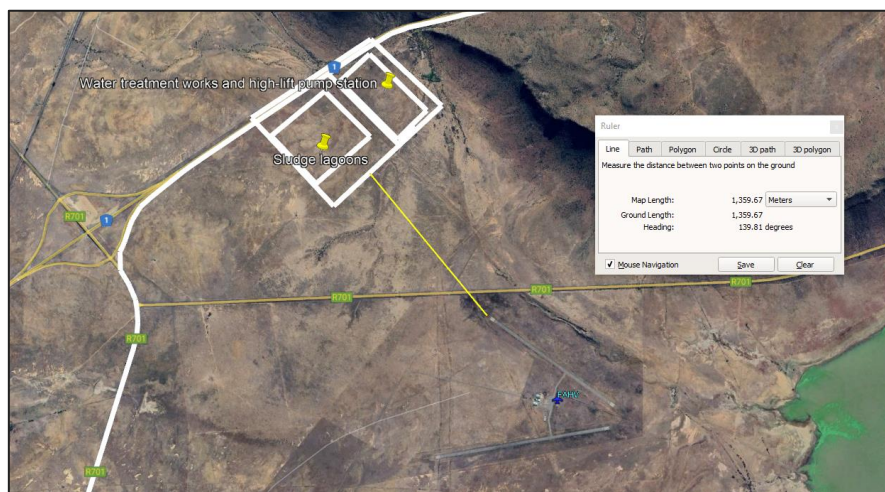 1
Water treatment works and high-lift pump station
Sludge lagoons
R701
1
R701
R701
R701
R701
R701
FAHV
Ruler
Line Path Polygon Circle 3D path 3D polygon
Measure the distance between two points on the ground
Map Length: 1,359.67 Meters
Ground Length: 1,359.67
Heading: 139.81 degrees
Mouse Navigation Save Clear